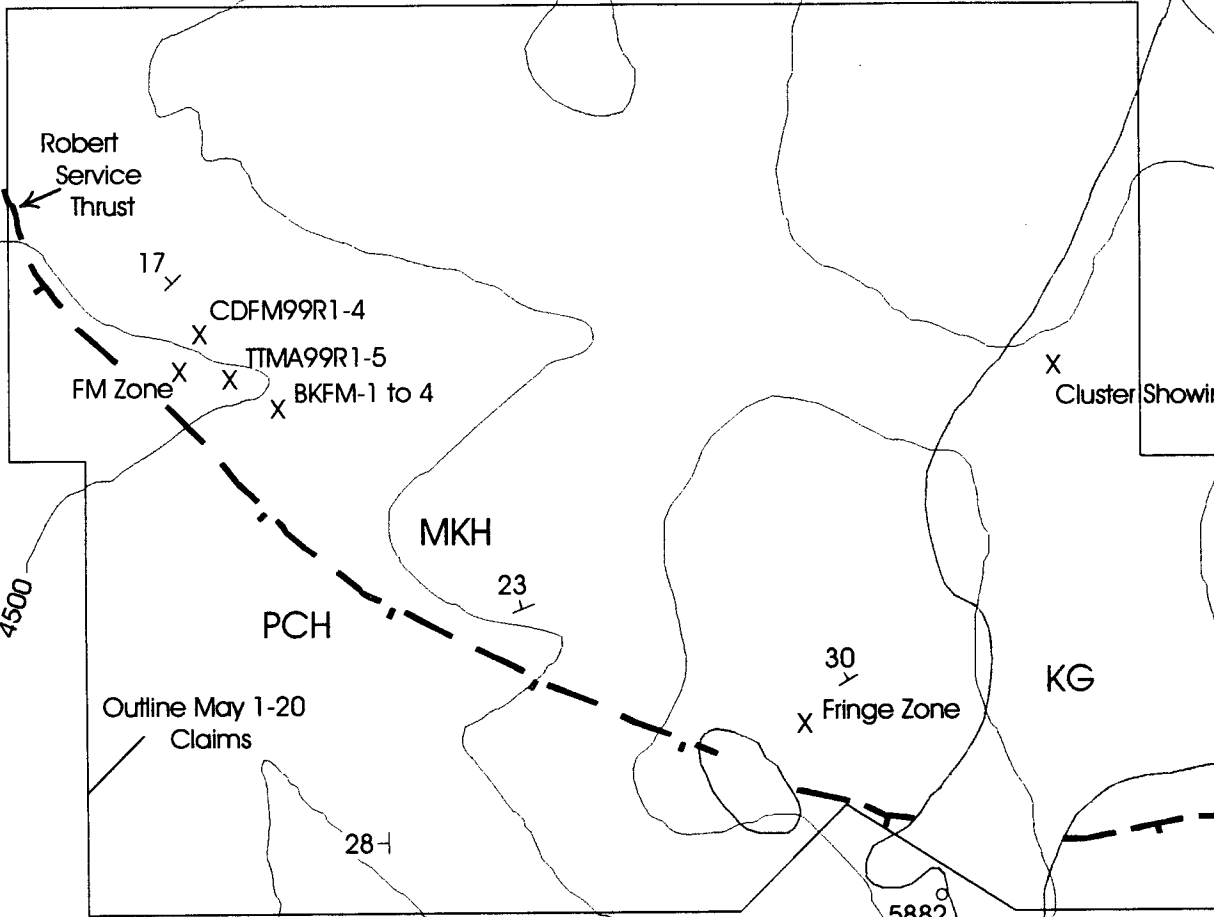 Robert
Service
Thrust
17
CDFM99R1-4
X
TTMA99R1-5
X
X
FM Zone
BKFM-1 to 4
X
X
Cluster Showin
MKH
23
4500
PCH
30
KG
Outline May 1-20
Claims
X
Fringe Zone
28
5882